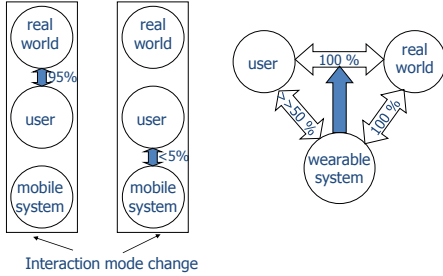 real
world
95%
user
mobile
system
real
world
user
<5%
mobile
system
Interaction mode change
user
100 %
real
world
>>50 %
100 %
wearable
system